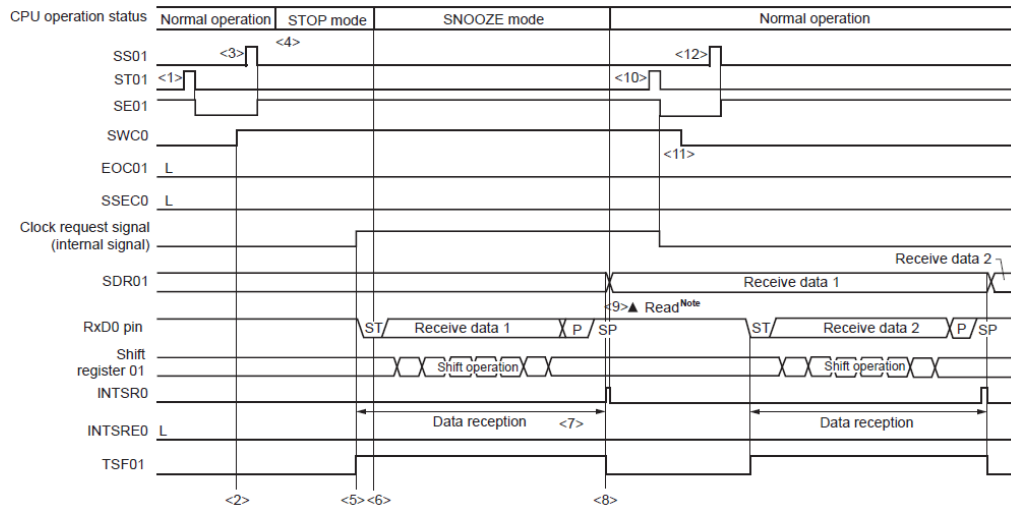 CPU operation status Normal operation STOP mode SNOOZE mode Normal operation
<4>
SS01 <3> <12>
ST01 <1> <10>
SE01
SWC0
<11>
EOC01 L
SSEC0 L
Clock request signal
(internal signal)
Receive data 2
SDR01 Receive data 1
<9>▲ Read Note
RxD0 pin ST Receive data 1 P SP ST Receive data 2 P SP
Shift
register 01 Shift operation Shift operation
INTSR0
Data reception <7> Data reception
INTSRE0 L
TSF01
<2> <5> <6> <8>